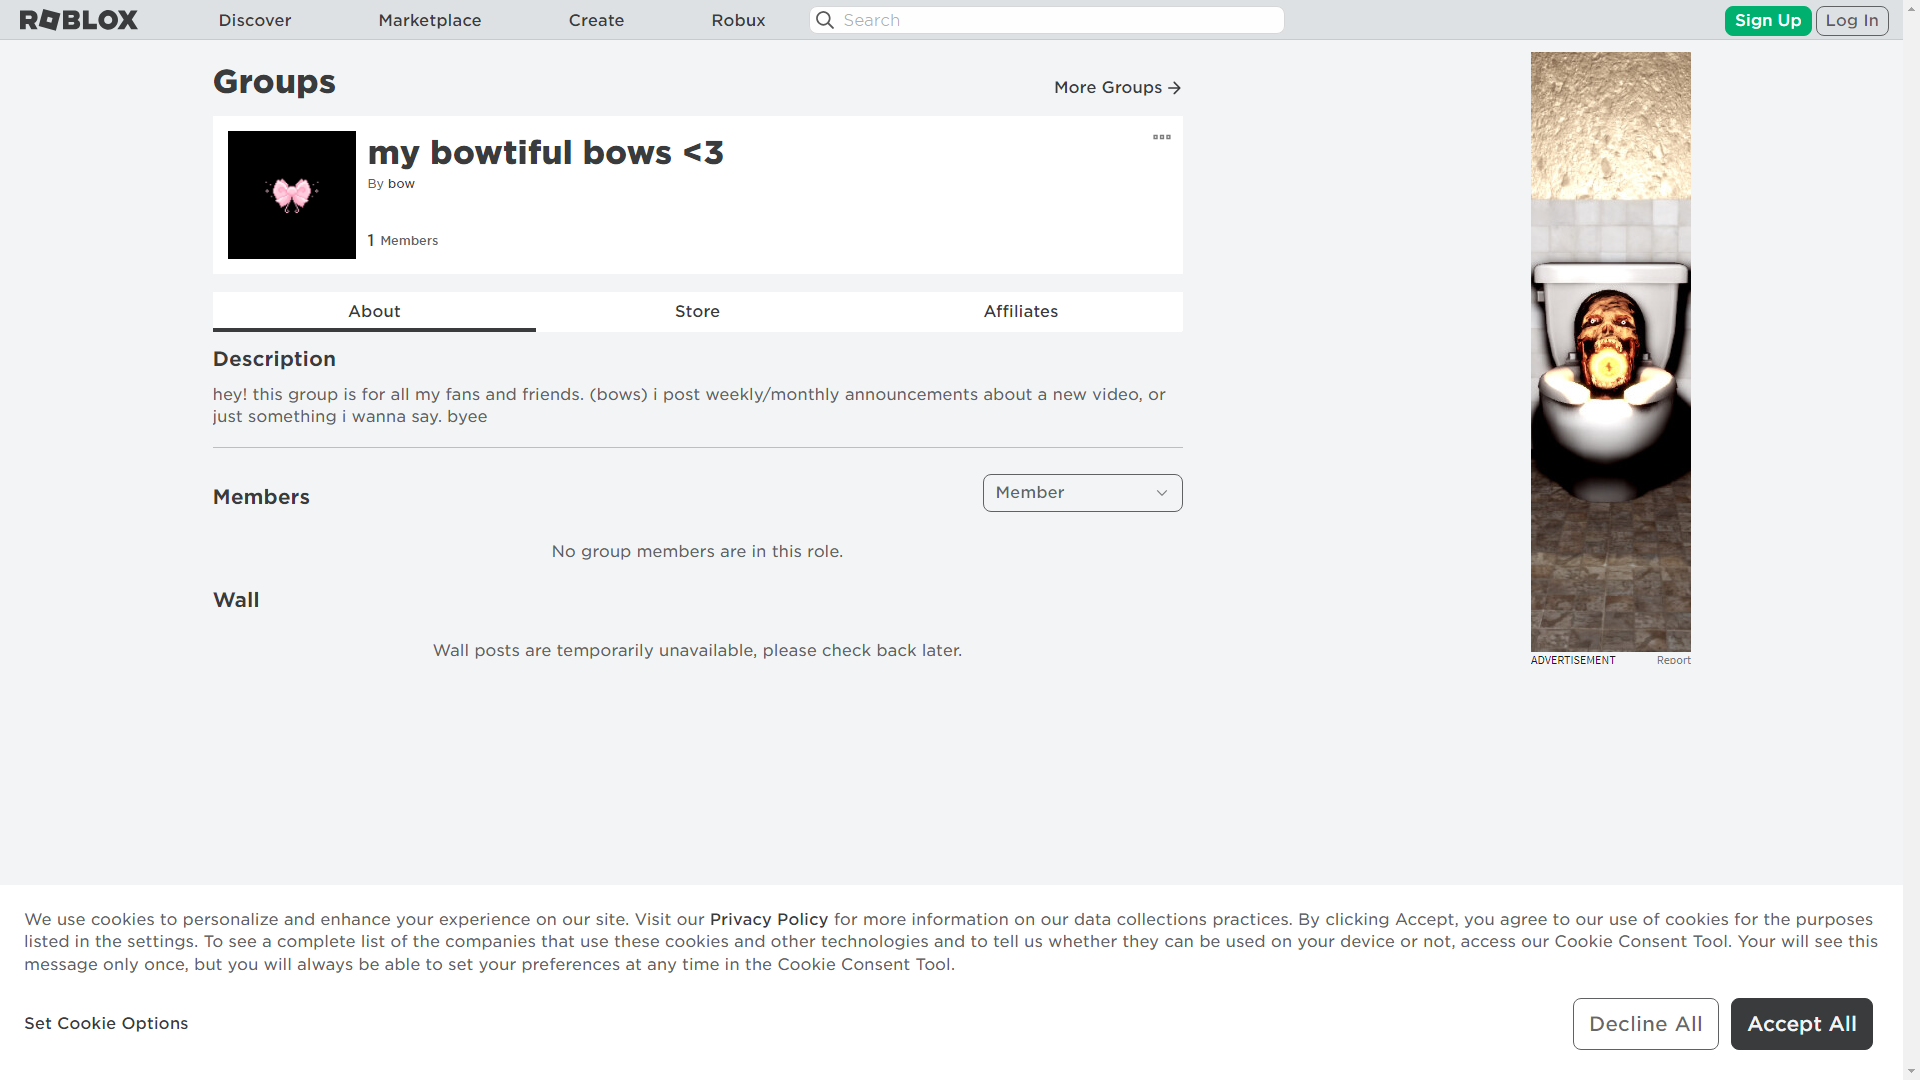 ROBLOX
Discover
Marketplace
Create
Robux
Search
Sign Up
Log In
Groups
More Groups
my bowtiful bows <3
By bow
1 Members
About
Store
Affiliates
Description
hey! this group is for all my fans and friends. (bows) i post weekly/monthly announcements about a new video, or
just something i wanna say. byee
Members
Member
No group members are in this role.
Wall
Wall posts are temporarily unavailable, please check back later.
ADVERTISEMENT
Report
We use cookies to personalize and enhance your experience on our site. Visit our Privacy Policy for more information on our data collections practices. By clicking Accept, you agree to our use of cookies for the purposes
listed in the settings. To see a complete list of the companies that use these cookies and other technologies and to tell us whether they can be used on your device or not, access our Cookie Consent Tool. Your will see this
message only once, but you will always be able to set your preferences at any time in the Cookie Consent Tool.
Set Cookie Options
Decline All
Accept All